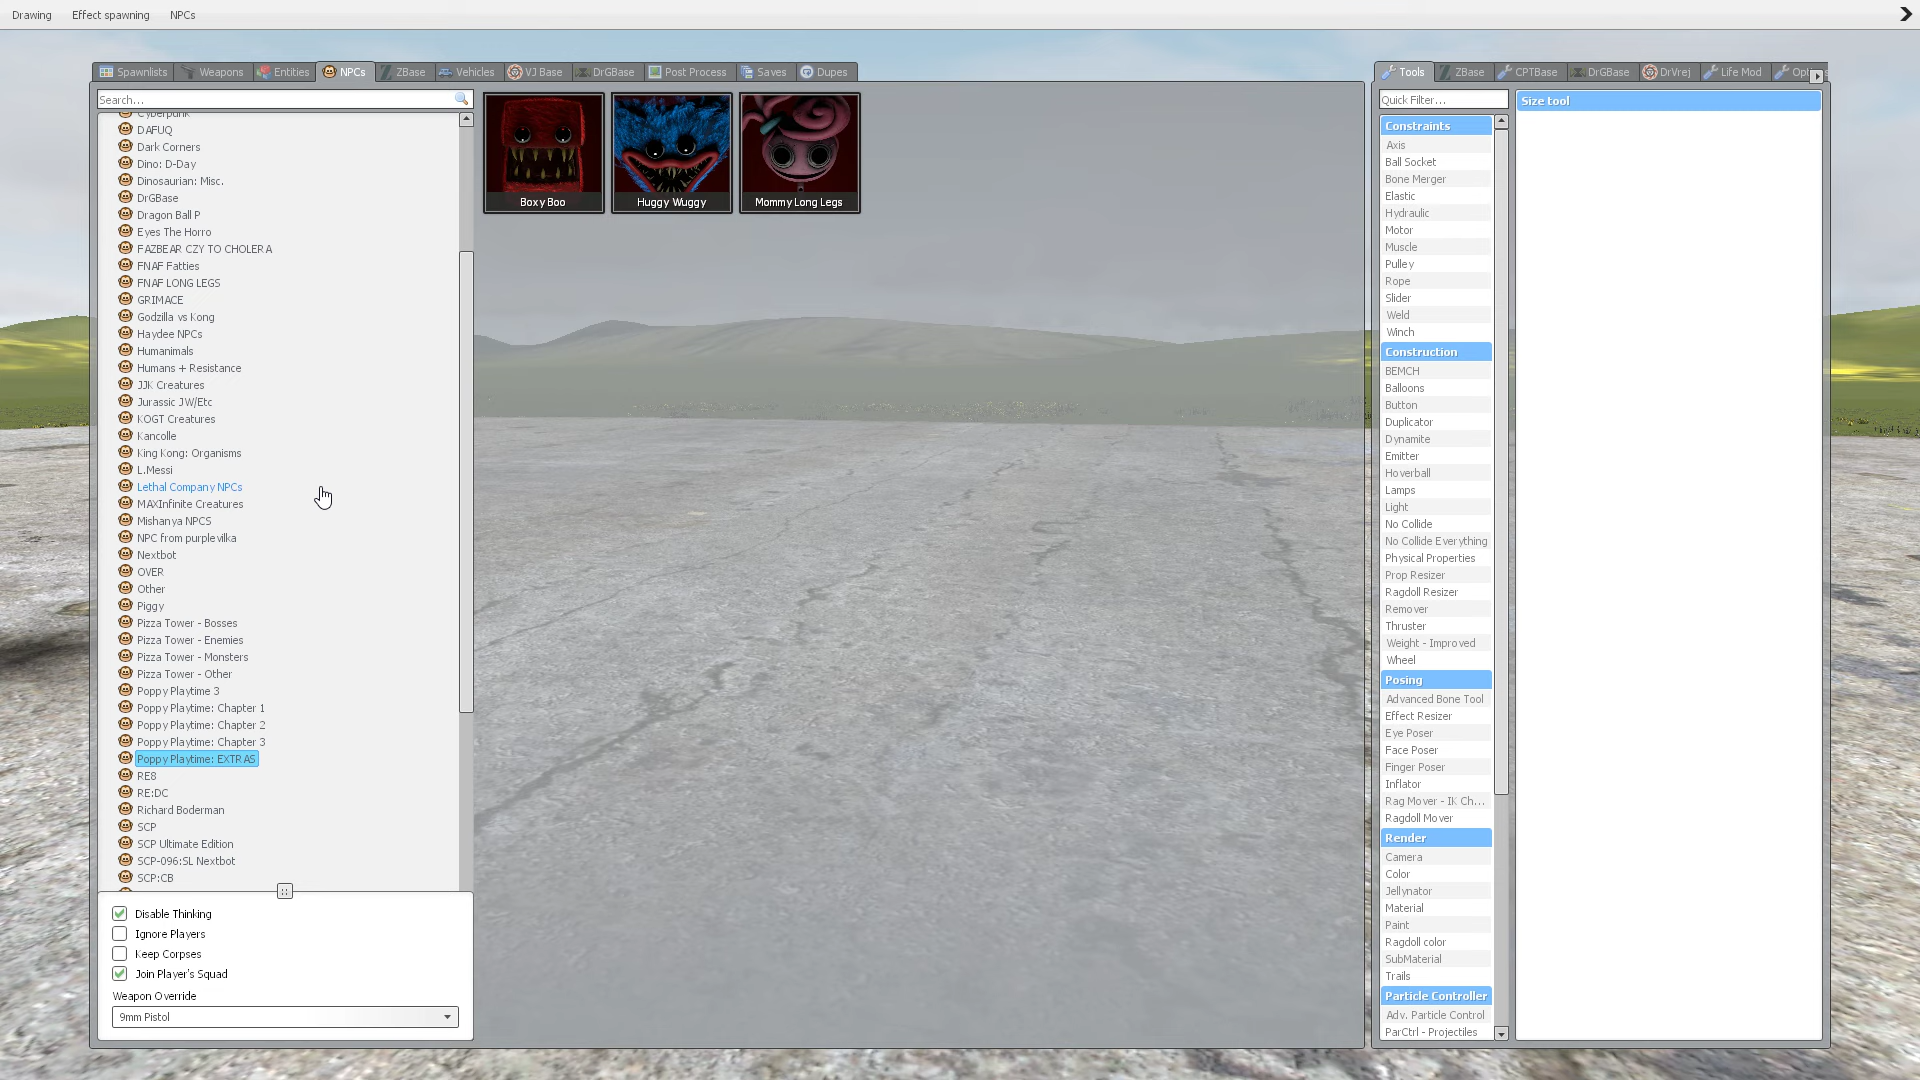 Drawing
Effect spawning
NPCs
Spawnlists
Weapons
Entities
NPCs
ZBase
Vehicles
VJ Base
DrGBase
Post Process
Saves
Dupes
Search...
Cyberpunk
DAFUQ
Dark Corners
Dino: D-Day
Dinosaurian: Misc.
DrGBase
Dragon Ball P
Eyes The Horro
FAZBEAR CZY TO CHOLERA
FNAF Fatties
FNAF LONG LEGS
GRIMACE
Godzilla vs Kong
Haydee NPCs
Humanimals
Humans + Resistance
JJK Creatures
Jurassic JW/Etc
KOGT Creatures
Kancolle
King Kong: Organisms
L.Messi
Lethal Company NPCs
MAXInfinite Creatures
Mishanya NPCS
NPC from purplevilka
Nextbot
OVER
Other
Piggy
Pizza Tower - Bosses
Pizza Tower - Enemies
Pizza Tower - Monsters
Pizza Tower - Other
Poppy Playtime 3
Poppy Playtime: Chapter 1
Poppy Playtime: Chapter 2
Poppy Playtime: Chapter 3
Poppy Playtime: EXTRAS
RE8
RE:DC
Richard Boderman
SCP
SCP Ultimate Edition
SCP-096:SL Nextbot
SCP:CB
Disable Thinking
Ignore Players
Keep Corpses
Join Player's Squad
Weapon Override
9mm Pistol
Boxy Boo
Huggy Wuggy
Mommy Long Legs
Tools
ZBase
CPTBase
DrGBase
DrVrej
Life Mod
Quick Filter...
Constraints
Axis
Ball Socket
Bone Merger
Elastic
Hydraulic
Motor
Muscle
Pulley
Rope
Slider
Weld
Winch
Construction
BEMCH
Balloons
Button
Duplicator
Dynamite
Emitter
Hoverball
Lamps
Light
No Collide
No Collide Everything
Physical Properties
Prop Resizer
Ragdoll Resizer
Remover
Thruster
Weight - Improved
Wheel
Posing
Advanced Bone Tool
Effect Resizer
Eye Poser
Face Poser
Finger Poser
Inflator
Rag Mover - IK Ch...
Ragdoll Mover
Render
Camera
Color
Jellynator
Material
Paint
Ragdoll color
SubMaterial
Trails
Particle Controller
Adv. Particle Control
ParCtrl - Projectiles
Size tool